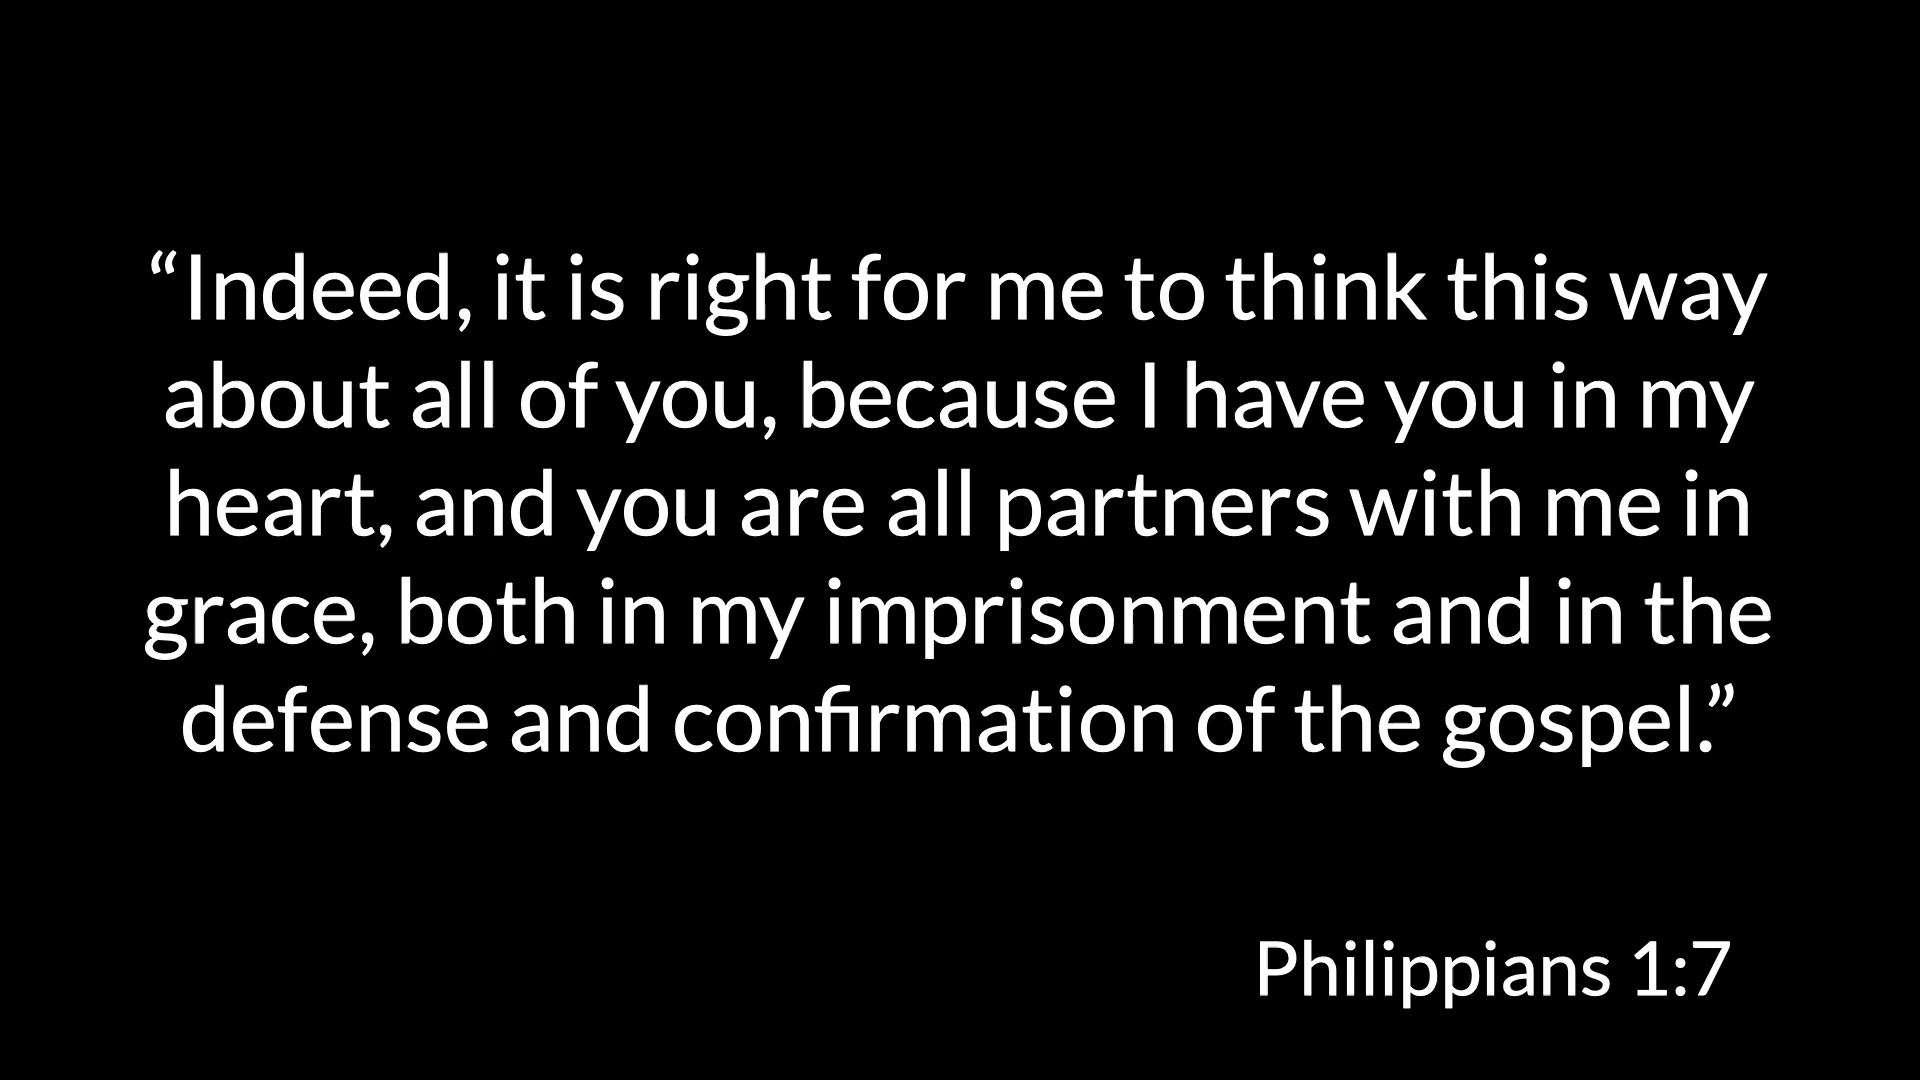 “Indeed, it is right for me to think this way
about all of you, because I have you in my
heart, and you are all partners with me in
grace, both in my imprisonment and in the
defense and confirmation of the gospel.”
Philippians 1:7